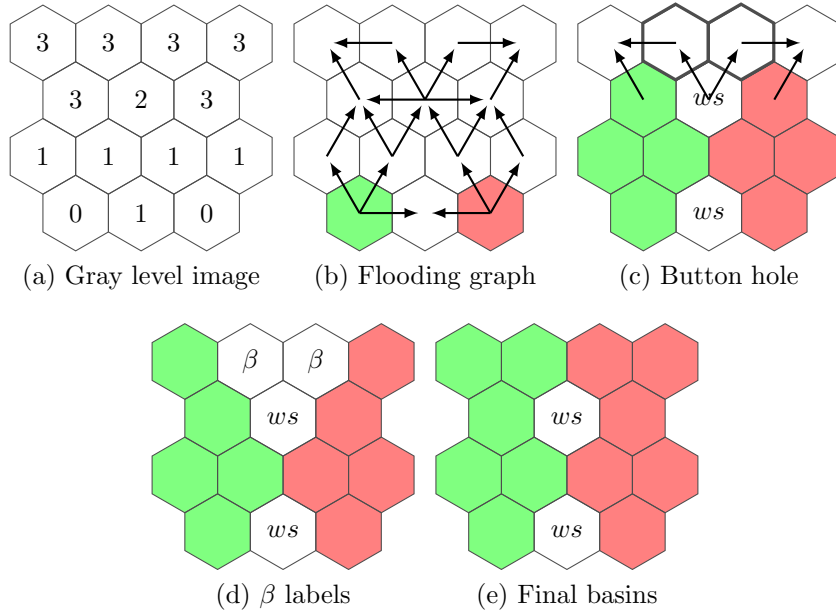 3 3 3 3
3 2 3
1 1 1 1
0 1 0
(a) Gray level image
(b) Flooding graph
ws
ws
(c) Button hole
β β
ws
ws
(d) β labels
ws
ws
(e) Final basins